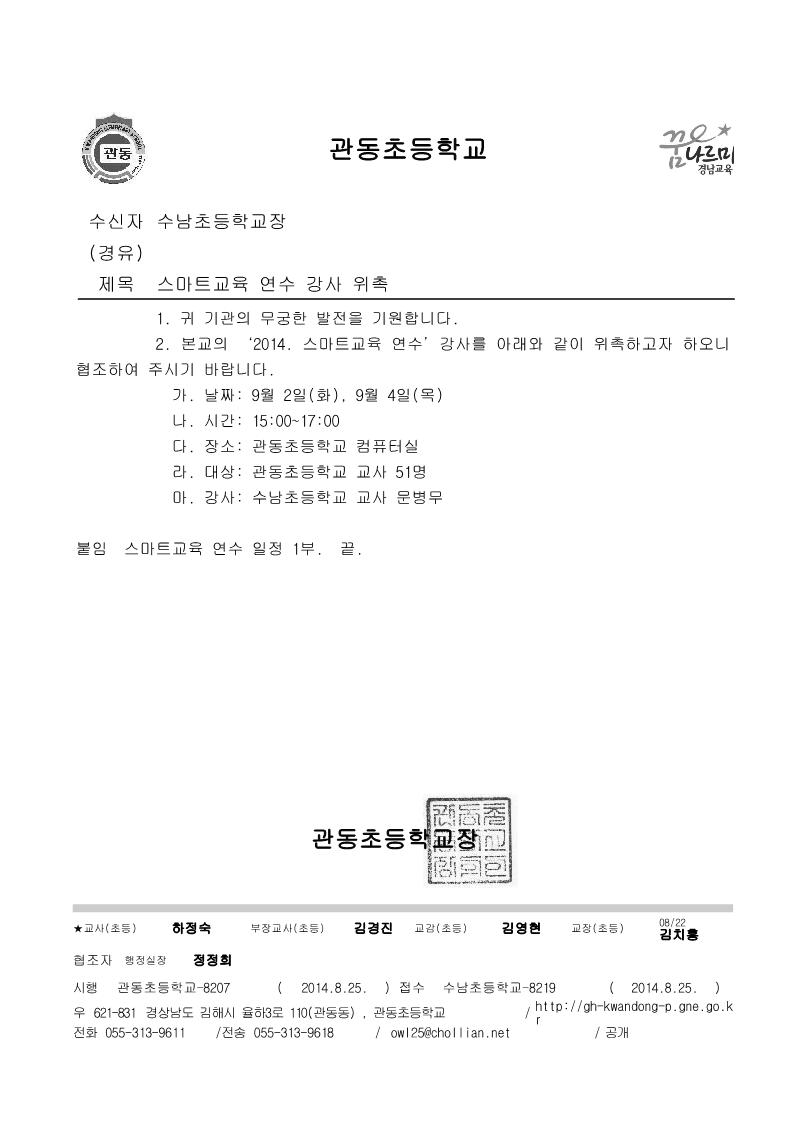 관동
관동초등학교
꿈나르미
경남교육
수신자 수남초등학교장
(경유)
제목 스마트교육 연수 강사 위촉
1. 귀 기관의 무궁한 발전을 기원합니다.
2. 본교의 ‘2014. 스마트교육 연수’강사를 아래와 같이 위촉하고자 하오니
협조하여 주시기 바랍니다.
가. 날짜: 9월 2일(화), 9월 4일(목)
나. 시간: 15:00~17:00
다. 장소: 관동초등학교 컴퓨터실
라. 대상: 관동초등학교 교사 51명
마. 강사: 수남초등학교 교사 문병무
붙임 스마트교육 연수 일정 1부. 끝.
관동초등학교장
★교사(초등) 하정숙 부장교사(초등) 김경진 교감(초등) 김영현 교장(초등) 08/22 김치홍
협조자 행정실장 정정희
시행 관동초등학교-8207 ( 2014.8.25. ) 접수 수남초등학교-8219 ( 2014.8.25. )
우 621-831 경상남도 김해시 율하3로 110(관동동) , 관동초등학교 / http://gh-kwandong-p.gne.go.k
r
전화 055-313-9611 /전송 055-313-9618 / owl25@chollian.net / 공개